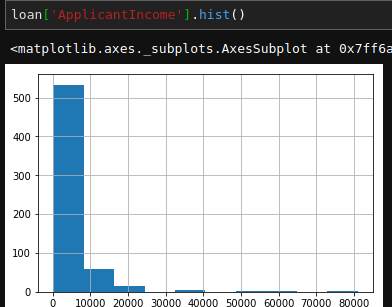 loan['ApplicantIncome'].hist()
<matplotlib.axes._subplots.AxesSubplot at 0x7ff6a
500
400
300
200
100
0
0 10000 20000 30000 40000 50000 60000 70000 80000